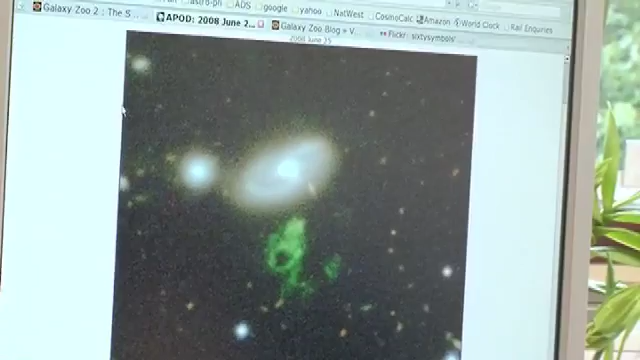 astro-ph ADS google yahoo NatWest CosmoCalc Amazon World Clock Rail Enquiries
Galaxy Zoo 2 : The S... APOD: 2008 June 2... Galaxy Zoo Blog » V... Flickr: sixtysymbols'
2008 June 25